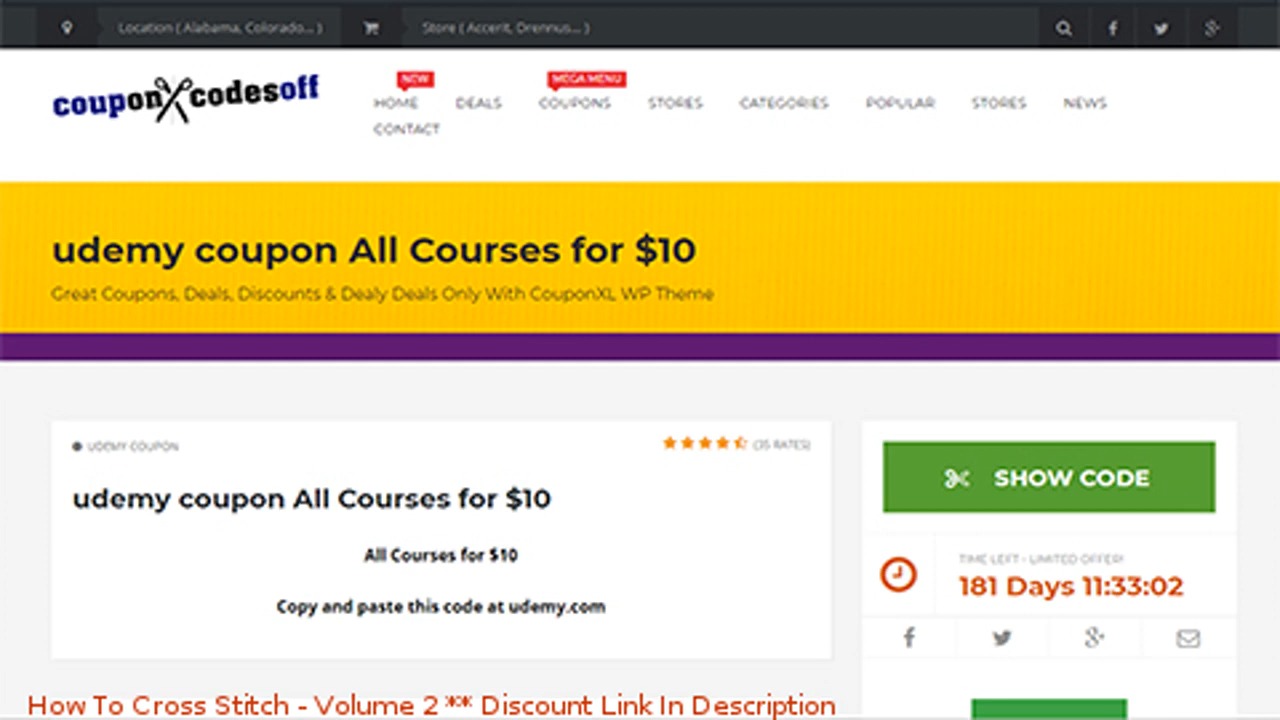 Location ( Alabama, Colorado... )
Store ( Accent, Drennus... )
coupon codesoff
NEW
MEGA MENU
HOME DEALS COUPONS STORES CATEGORIES POPULAR STORES NEWS
CONTACT
udemy coupon All Courses for $10
Great Coupons, Deals, Discounts & Dealy Deals Only With CouponXL WP Theme
UDEMY COUPON
(35 RATES)
udemy coupon All Courses for $10
All Courses for $10
Copy and paste this code at udemy.com
SHOW CODE
TIME LEFT - LIMITED OFFER!
181 Days 11:33:02
How To Cross Stitch - Volume 2 ** Discount Link In Description